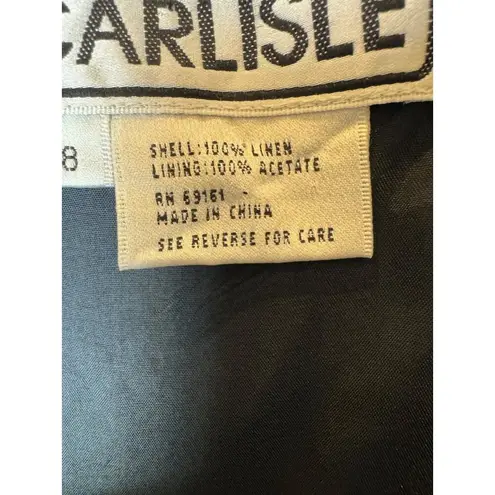 CARLISLE
8
SHELL:100% LINEN
LINING:100% ACETATE
RN 69161
MADE IN CHINA
SEE REVERSE FOR CARE